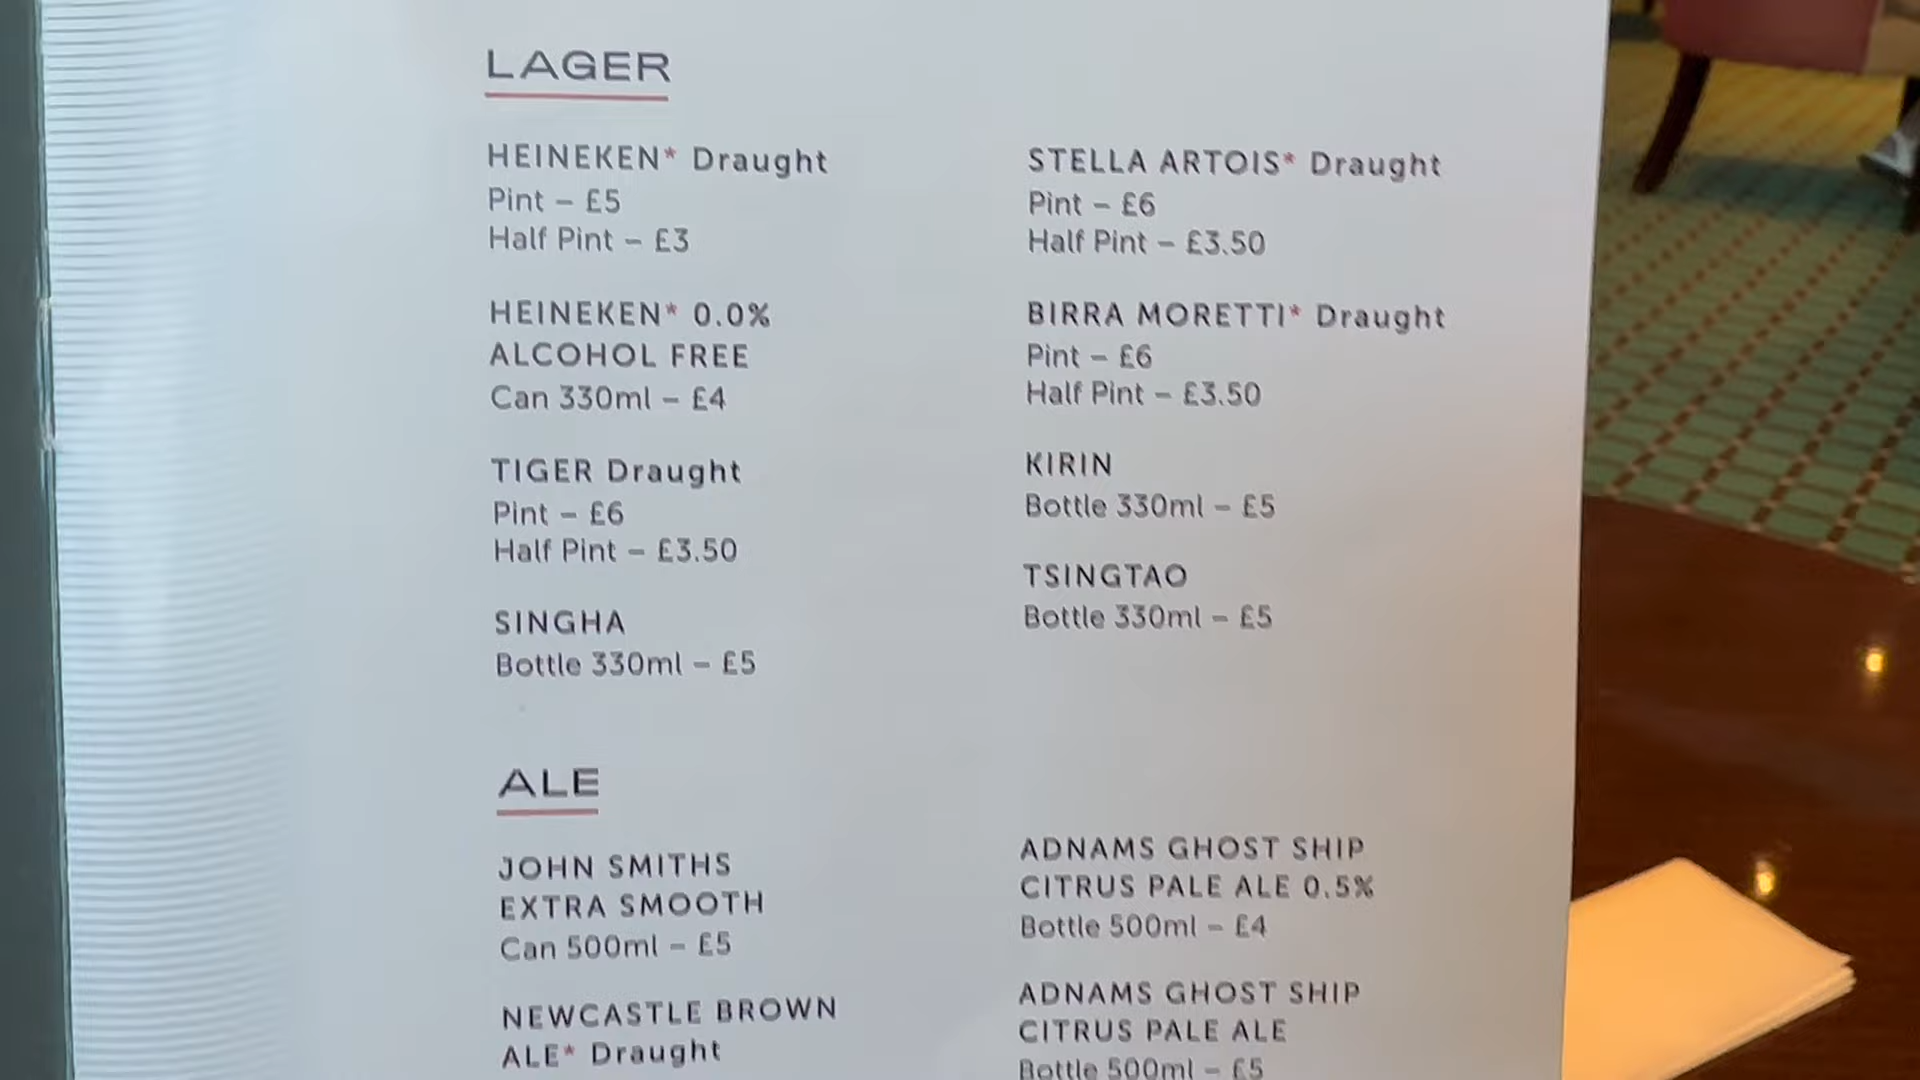 LAGER
HEINEKEN* Draught
Pint – £5
Half Pint – £3
HEINEKEN* 0.0%
ALCOHOL FREE
Can 330ml – £4
TIGER Draught
Pint – £6
Half Pint – £3.50
SINGHA
Bottle 330ml – £5
STELLA ARTOIS* Draught
Pint – £6
Half Pint – £3.50
BIRRA MORETTI* Draught
Pint – £6
Half Pint – £3.50
KIRIN
Bottle 330ml – £5
TSINGTAO
Bottle 330ml – £5
ALE
JOHN SMITHS
EXTRA SMOOTH
Can 500ml – £5
NEWCASTLE BROWN
ALE* Draught
ADNAMS GHOST SHIP
CITRUS PALE ALE 0.5%
Bottle 500ml – £4
ADNAMS GHOST SHIP
CITRUS PALE ALE
Bottle 500ml – £5